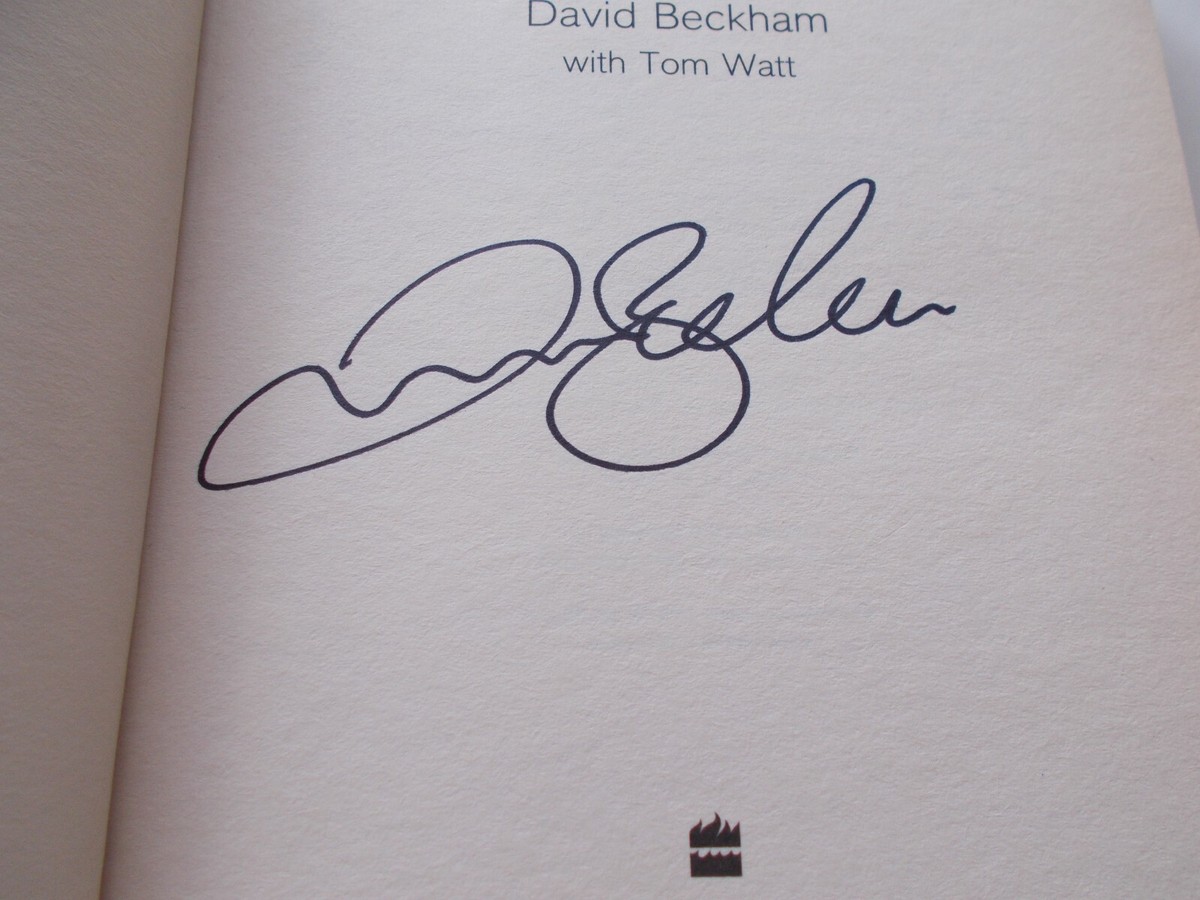 David Beckham
with Tom Watt